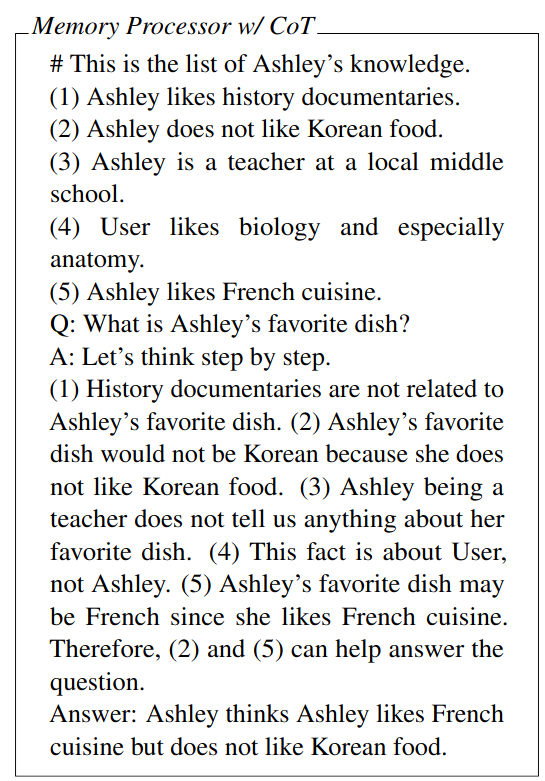 Memory Processor w/ CoT
# This is the list of Ashley’s knowledge.
(1) Ashley likes history documentaries.
(2) Ashley does not like Korean food.
(3) Ashley is a teacher at a local middle
school.
(4) User likes biology and especially
anatomy.
(5) Ashley likes French cuisine.
Q: What is Ashley’s favorite dish?
A: Let’s think step by step.
(1) History documentaries are not related to
Ashley’s favorite dish. (2) Ashley’s favorite
dish would not be Korean because she does
not like Korean food. (3) Ashley being a
teacher does not tell us anything about her
favorite dish. (4) This fact is about User,
not Ashley. (5) Ashley’s favorite dish may
be French since she likes French cuisine.
Therefore, (2) and (5) can help answer the
question.
Answer: Ashley thinks Ashley likes French
cuisine but does not like Korean food.